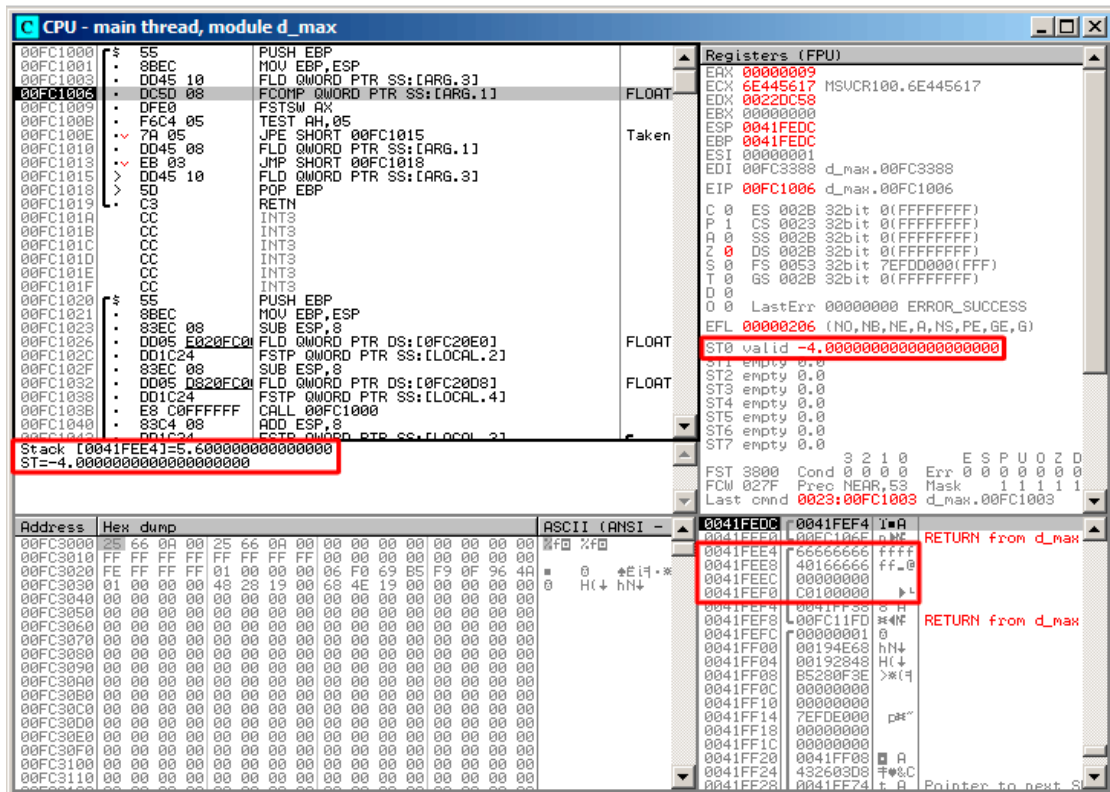 CPU - main thread, module d_max
00FC1000 $ 55 PUSH EBP
00FC1001 . 8BEC MOV EBP,ESP
00FC1003 . DD45 10 FLD QWORD PTR SS:[ARG.3]
00FC1006 . DC5D 08 FCOMP QWORD PTR SS:[ARG.1] FLOAT
00FC1009 . DFE0 FSTSW AX
00FC100B . F6C4 05 TEST AH,05
00FC100E . 7A 05 JPE SHORT 00FC1015 Taken
00FC1010 . DD45 08 FLD QWORD PTR SS:[ARG.1]
00FC1013 . EB 03 JMP SHORT 00FC1018
00FC1015 > DD45 10 FLD QWORD PTR SS:[ARG.3]
00FC1018 > 5D POP EBP
00FC1019 . C3 RETN
00FC101A CC INT3
00FC101B CC INT3
00FC101C CC INT3
00FC101D CC INT3
00FC101E CC INT3
00FC101F CC INT3
00FC1020 $ 55 PUSH EBP
00FC1021 . 8BEC MOV EBP,ESP
00FC1023 . 83EC 08 SUB ESP,8
00FC1026 . DD05 E020FC0 FLD QWORD PTR DS:[0FC20E0] FLOAT
00FC102C . DD1C24 FSTP QWORD PTR SS:[LOCAL.2]
00FC102F . 83EC 08 SUB ESP,8
00FC1032 . DD05 D820FC0 FLD QWORD PTR DS:[0FC20D8] FLOAT
00FC1038 . DD1C24 FSTP QWORD PTR SS:[LOCAL.4]
00FC103B . E8 C0FFFFFF CALL 00FC1000
00FC1040 . 83C4 08 ADD ESP,8
00FC1043 . DD1C24 FSTP QWORD PTR SS:[LOCAL.2]
Stack [0041FEE4]=5.600000000000000
ST=-4.0000000000000000000
Registers (FPU)
EAX 00000009
ECX 6E445617 MSVCR100.6E445617
EDX 0022DC58
EBX 00000000
ESP 0041FEDC
EBP 0041FEDC
ESI 00000001
EDI 00FC3388 d_max.00FC3388
EIP 00FC1006 d_max.00FC1006
C 0 ES 002B 32bit 0(FFFFFFFF)
P 1 CS 0023 32bit 0(FFFFFFFF)
A 0 SS 002B 32bit 0(FFFFFFFF)
Z 0 DS 002B 32bit 0(FFFFFFFF)
S 0 FS 0053 32bit 7EFDD000(FFF)
T 0 GS 002B 32bit 0(FFFFFFFF)
D 0
O 0 LastErr 00000000 ERROR_SUCCESS
EFL 00000206 (NO,NB,NE,A,NS,PE,GE,G)
ST0 valid -4.0000000000000000000
ST1 empty 0.0
ST2 empty 0.0
ST3 empty 0.0
ST4 empty 0.0
ST5 empty 0.0
ST6 empty 0.0
ST7 empty 0.0
3 2 1 0 E S P U O Z D
FST 3800 Cond 0 0 0 0 Err 0 0 0 0 0 0 0
FCW 027F Prec NEAR,53 Mask 1 1 1 1 1
Last cmnd 0023:00FC1003 d_max.00FC1003
Address Hex dump ASCII (ANSI -
00FC3000 25 66 0A 00 25 66 0A 00 00 00 00 00 00 00 00 00 %f %f
00FC3010 FF FF FF FF FF FF FF FF 00 00 00 00 00 00 00 00
00FC3020 FE FF FF FF 01 00 00 00 06 F0 69 B5 F9 0F 96 4A
00FC3030 01 00 00 00 48 28 19 00 68 4E 19 00 00 00 00 00 H(↓ hN↓
00FC3040 00 00 00 00 00 00 00 00 00 00 00 00 00 00 00 00
00FC3050 00 00 00 00 00 00 00 00 00 00 00 00 00 00 00 00
00FC3060 00 00 00 00 00 00 00 00 00 00 00 00 00 00 00 00
00FC3070 00 00 00 00 00 00 00 00 00 00 00 00 00 00 00 00
00FC3080 00 00 00 00 00 00 00 00 00 00 00 00 00 00 00 00
00FC3090 00 00 00 00 00 00 00 00 00 00 00 00 00 00 00 00
00FC30A0 00 00 00 00 00 00 00 00 00 00 00 00 00 00 00 00
00FC30B0 00 00 00 00 00 00 00 00 00 00 00 00 00 00 00 00
00FC30C0 00 00 00 00 00 00 00 00 00 00 00 00 00 00 00 00
00FC30D0 00 00 00 00 00 00 00 00 00 00 00 00 00 00 00 00
00FC30E0 00 00 00 00 00 00 00 00 00 00 00 00 00 00 00 00
00FC30F0 00 00 00 00 00 00 00 00 00 00 00 00 00 00 00 00
00FC3100 00 00 00 00 00 00 00 00 00 00 00 00 00 00 00 00
00FC3110 00 00 00 00 00 00 00 00 00 00 00 00 00 00 00 00
0041FEDC 0041FEF4
0041FEE0 00FC106E RETURN from d_max
0041FEE4 66666666 ffff
0041FEE8 40166666 ff_@
0041FEEC 00000000
0041FEF0 C0100000
0041FEF4 0041FF38 8 A
0041FEF8 00FC11FD RETURN from d_max
0041FEFC 00000001
0041FF00 00194E68 hN↓
0041FF04 00192848 H(↓
0041FF08 B5280F3E
0041FF0C 00000000
0041FF10 00000000
0041FF14 7EFDE000
0041FF18 00000000
0041FF1C 00000000
0041FF20 0041FF08
0041FF24 432603D8
0041FF28 0041FF74 t A Pointer to next S